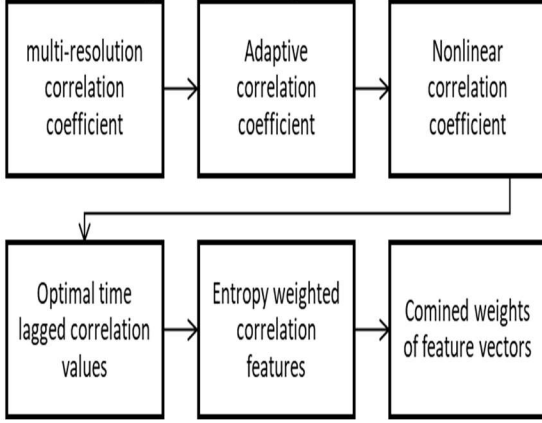 multi-resolution
correlation
coefficient
Adaptive
correlation
coefficient
Nonlinear
correlation
coefficient
Optimal time
lagged correlation
values
Entropy weighted
correlation
features
Comined weights
of feature vectors